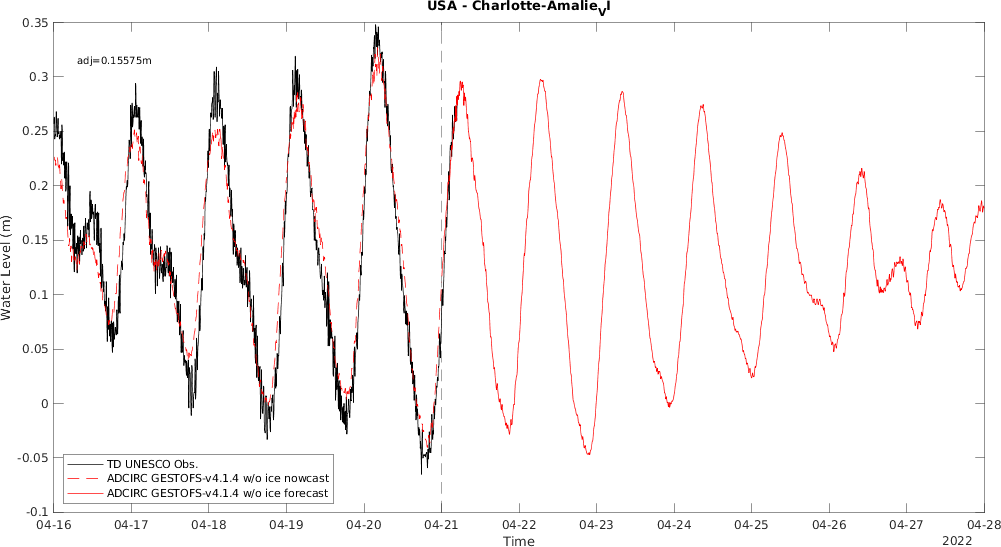 USA - Charlotte-Amalie_VI
0.35
adj=0.15575m
0.3
0.25
0.2
0.15
0.1
0.05
0
-0.05
-0.1
Water Level (m)
TD UNESCO Obs.
ADCIRC GESTOFS-v4.1.4 w/o ice nowcast
ADCIRC GESTOFS-v4.1.4 w/o ice forecast
04-16 04-17 04-18 04-19 04-20 04-21 04-22 04-23 04-24 04-25 04-26 04-27 04-28
Time
2022